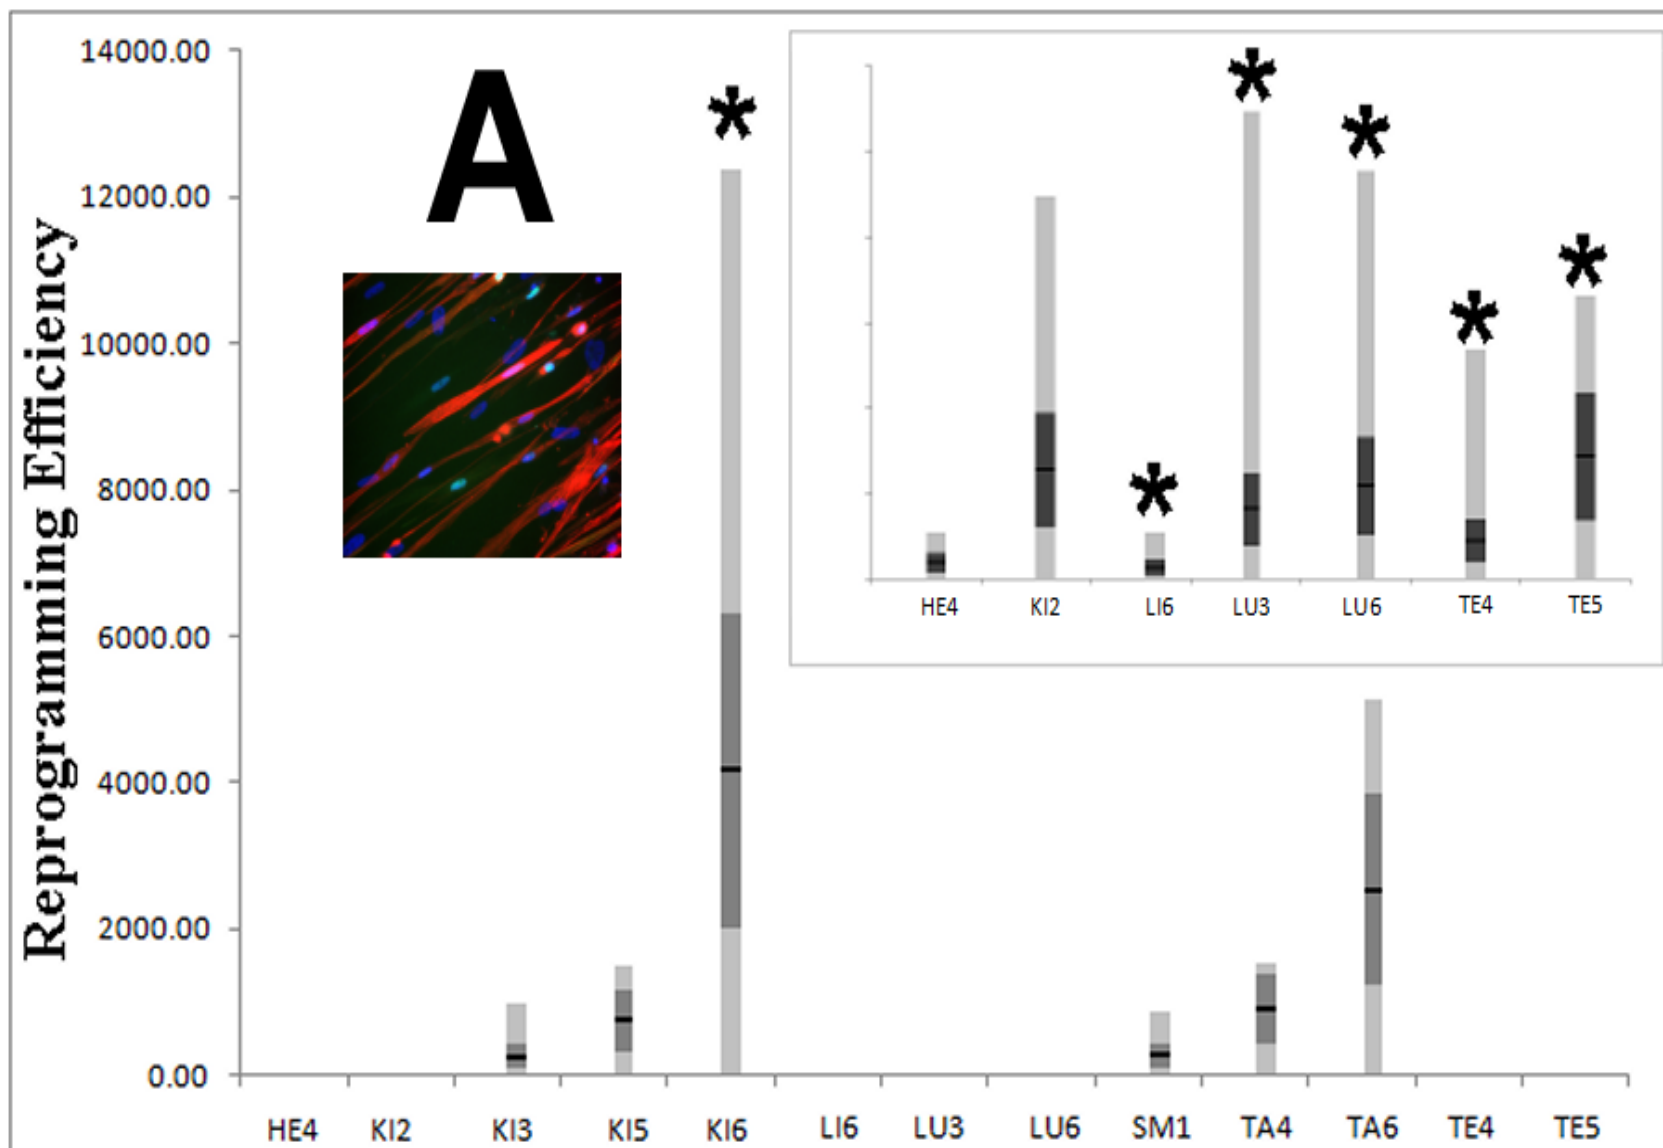 Reprogramming Efficiency
14000.00
12000.00
10000.00
8000.00
6000.00
4000.00
2000.00
0.00
A
*
* * * * *
HE4 KI2 LI6 LU3 LU6 TE4 TE5
HE4 KI2 KI3 KI5 KI6 LI6 LU3 LU6 SM1 TA4 TA6 TE4 TE5